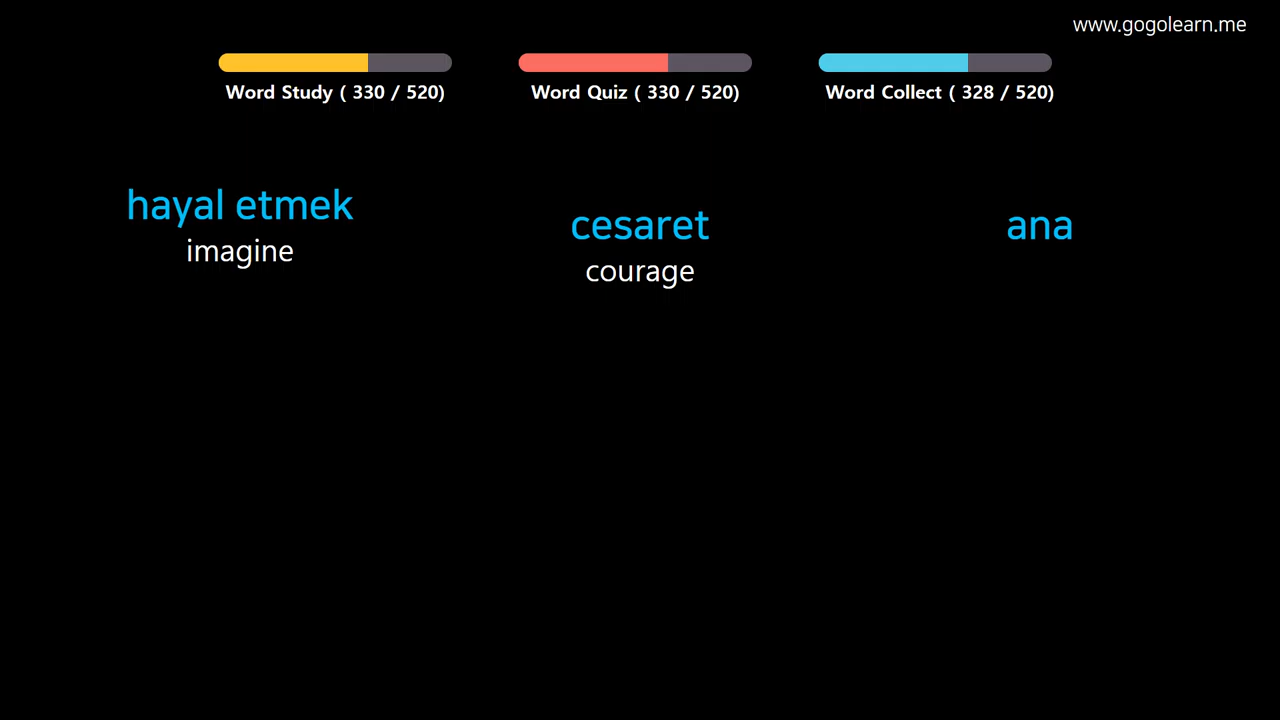 www.gogolearn.me
Word Study ( 330 / 520)
Word Quiz ( 330 / 520)
Word Collect ( 328 / 520)
hayal etmek
imagine
cesaret
courage
ana